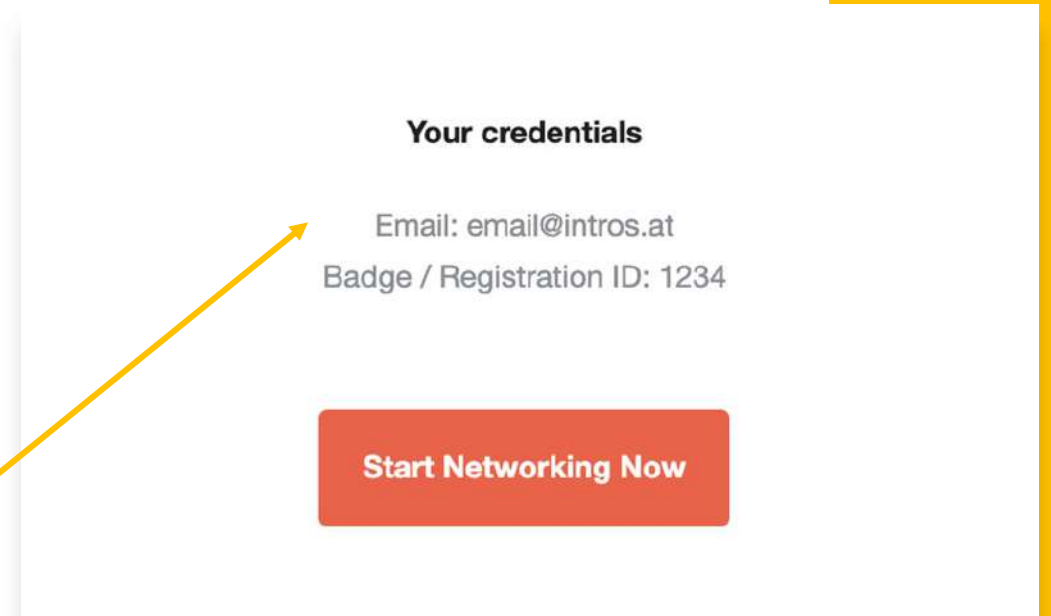 Your credentials
Email: email@intros.at
Badge / Registration ID: 1234
Start Networking Now